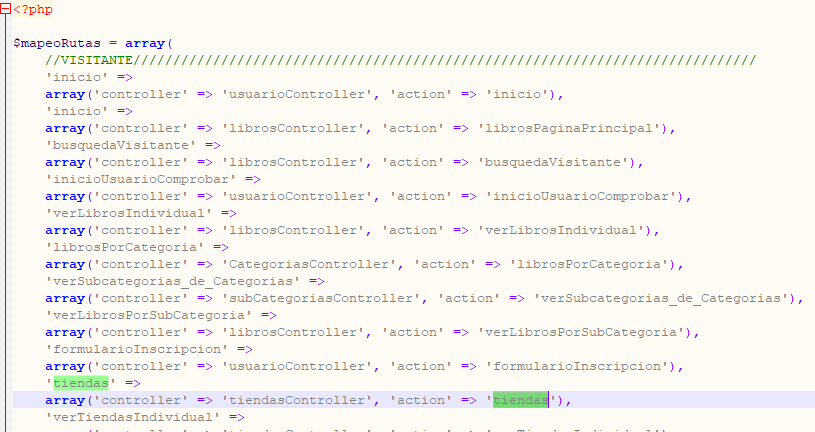 <?php
$mapeoRutas = array(
//VISITANTE//////////////////////////////////////////////////////////////////////////////
'inicio' =>
array('controller' => 'usuarioController', 'action' => 'inicio'),
'inicio' =>
array('controller' => 'librosController', 'action' => 'librosPaginaPrincipal'),
'busquedaVisitante' =>
array('controller' => 'librosController', 'action' => 'busquedaVisitante'),
'inicioUsuarioComprobar' =>
array('controller' => 'usuarioController', 'action' => 'inicioUsuarioComprobar'),
'verLibrosIndividual' =>
array('controller' => 'librosController', 'action' => 'verLibrosIndividual'),
'librosPorCategoria' =>
array('controller' => 'CategoriasController', 'action' => 'librosPorCategoria'),
'verSubcategorias_de_Categorias' =>
array('controller' => 'subCategoriasController', 'action' => 'verSubcategorias_de_Categorias'),
'verLibrosPorSubCategoria' =>
array('controller' => 'librosController', 'action' => 'verLibrosPorSubCategoria'),
'formularioInscripcion' =>
array('controller' => 'usuarioController', 'action' => 'formularioInscripcion'),
'tiendas' =>
array('controller' => 'tiendasController', 'action' => 'tiendas'),
'verTiendasIndividual' =>